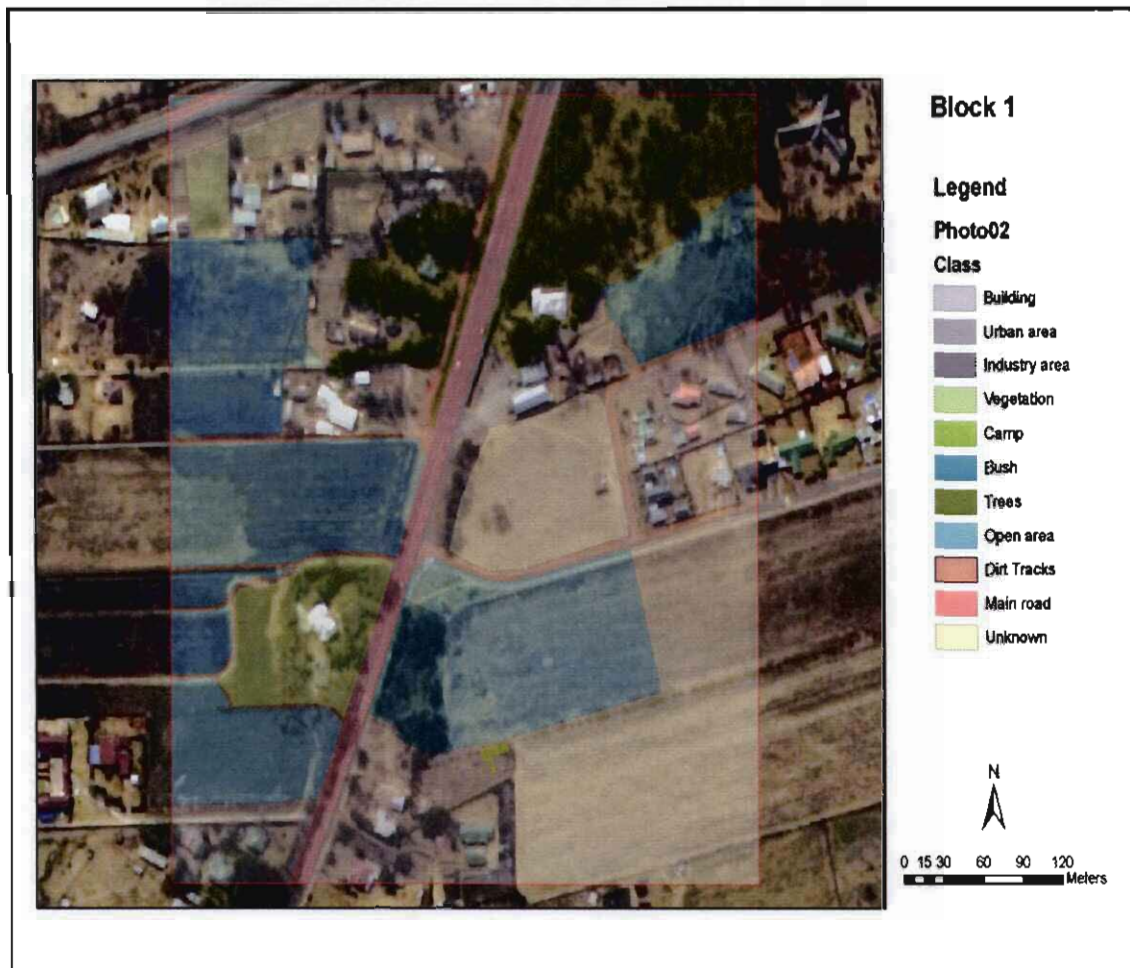 Block 1
Legend
Photo02
Class
Building
Urban area
Industry area
Vegetation
Camp
Bush
Trees
Open area
Dirt Tracks
Main road
Unknown
N
0 15 30 60 90 120
Meters